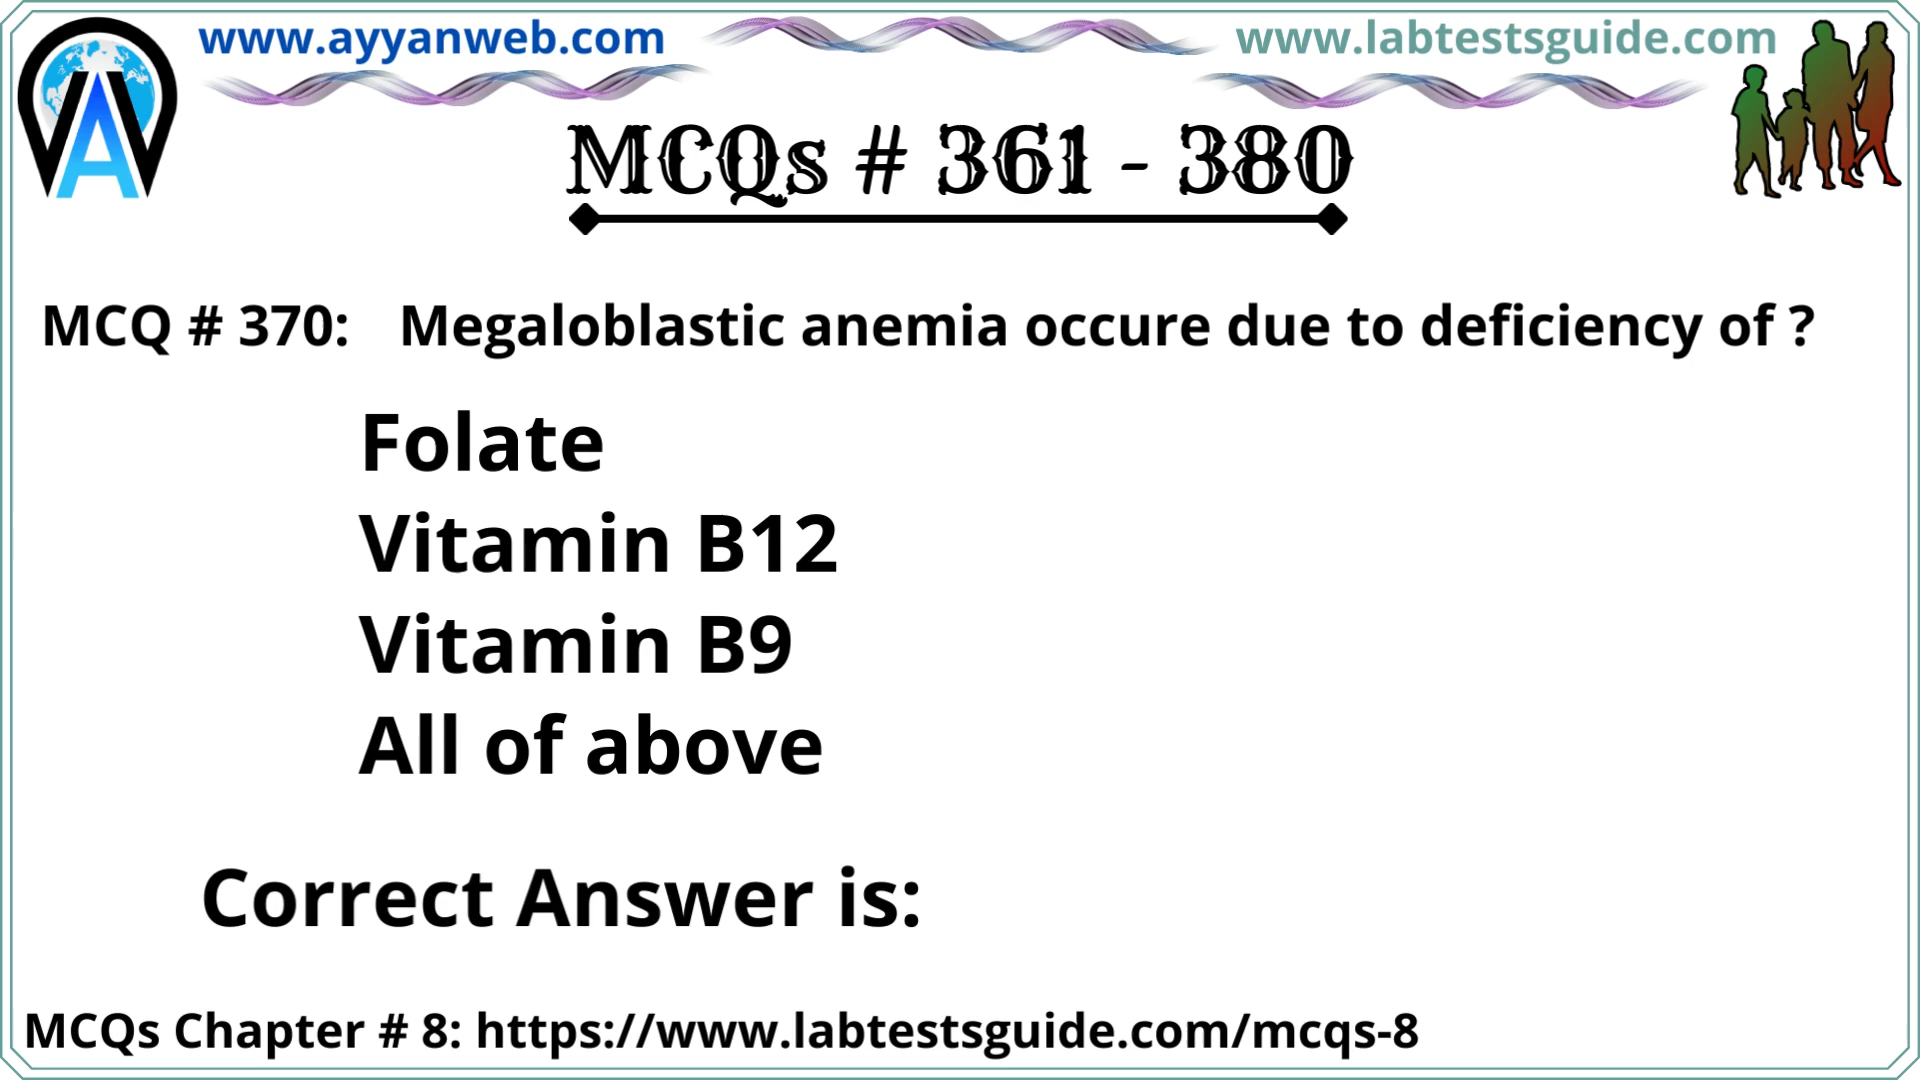 www.ayyanweb.com
www.labtestsguide.com
MCQs # 361 - 380
MCQ # 370: Megaloblastic anemia occure due to deficiency of ?
Folate
Vitamin B12
Vitamin B9
All of above
Correct Answer is:
MCQs Chapter # 8: https://www.labtestsguide.com/mcqs-8